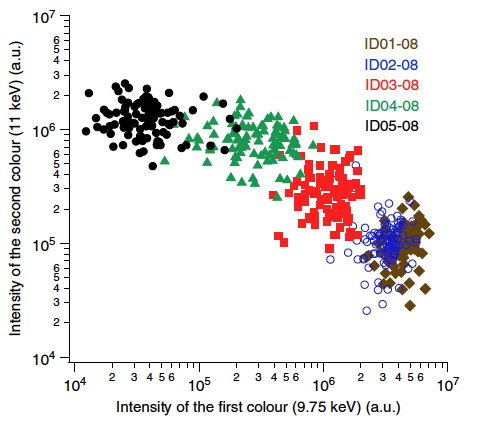 10⁷
6
5
4
3
2
10⁶
6
5
4
3
2
10⁵
6
5
4
3
2
10⁴
Intensity of the second colour (11 keV) (a.u.)
ID01-08
ID02-08
ID03-08
ID04-08
ID05-08
10⁴ 2 3 4 5 6 10⁵ 2 3 4 5 6 10⁶ 2 3 4 5 6 10⁷
Intensity of the first colour (9.75 keV) (a.u.)